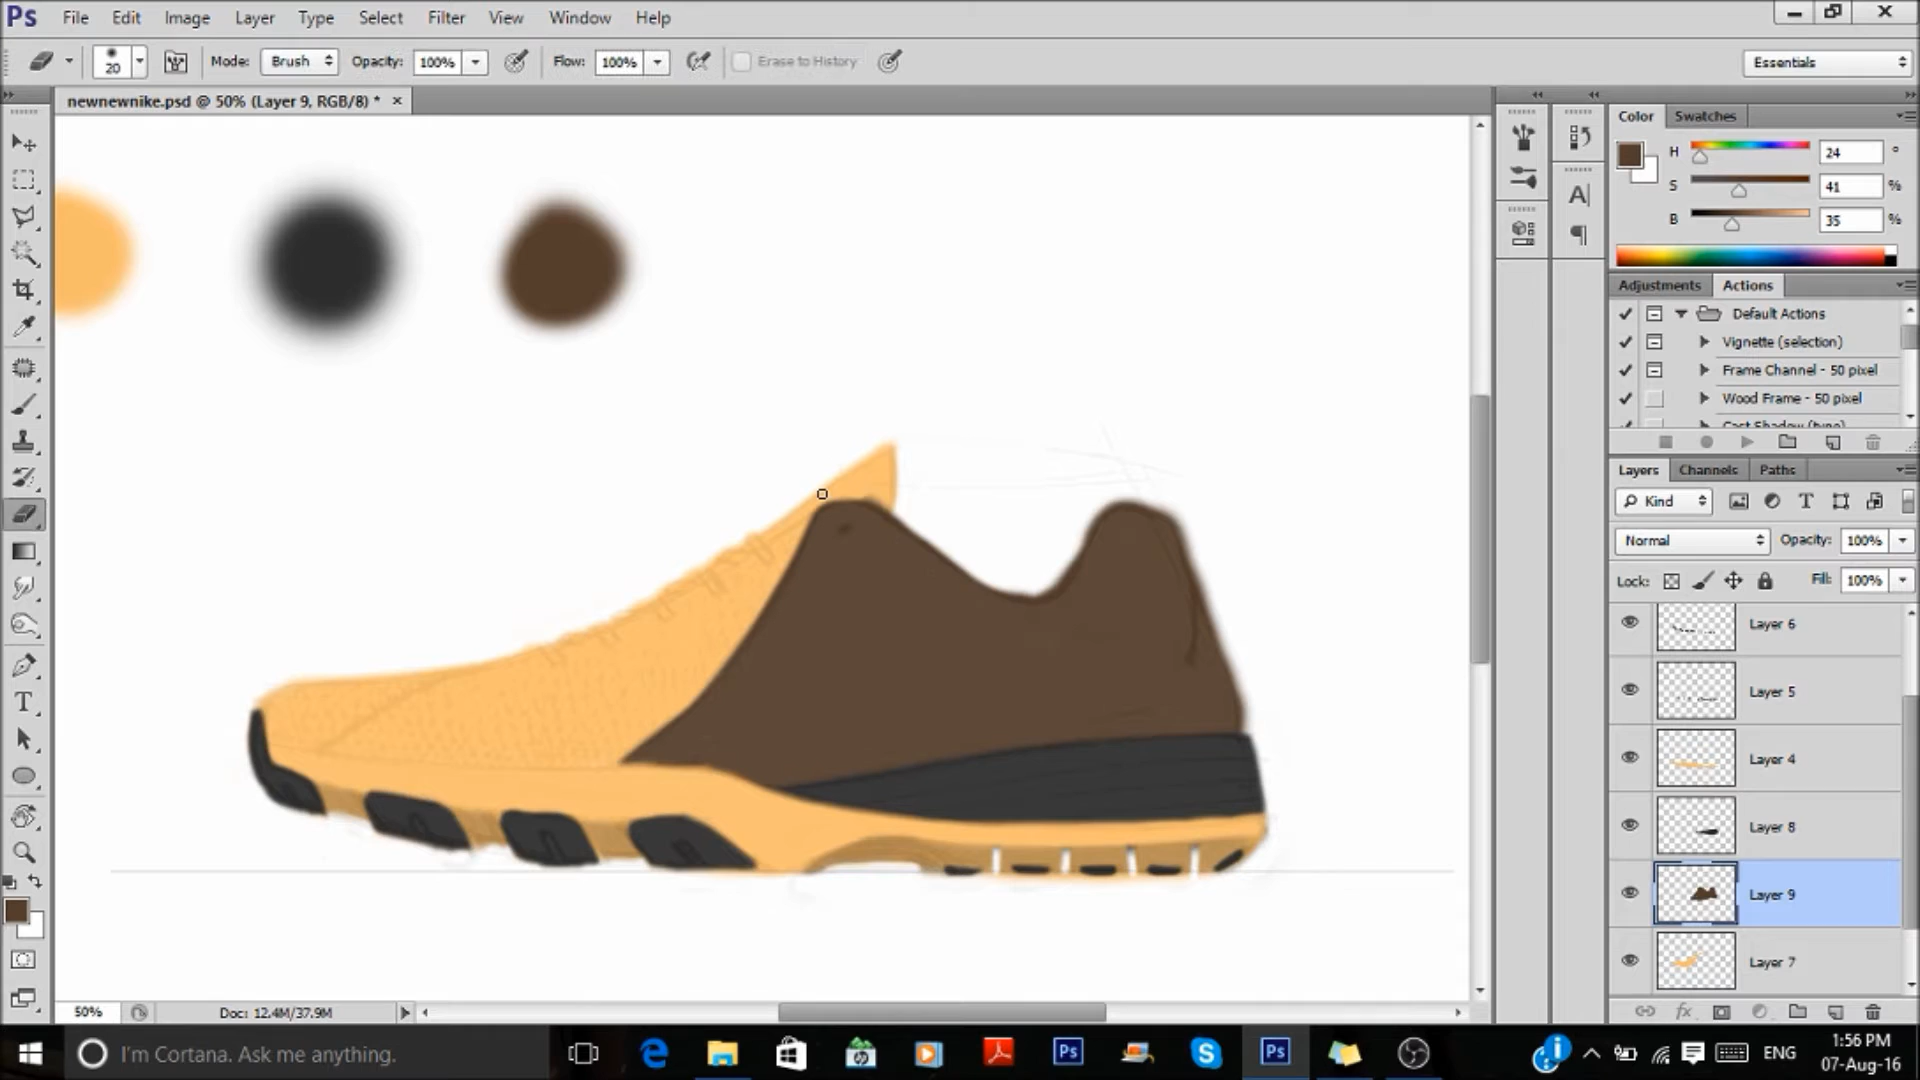 Ps File Edit Image Layer Type Select Filter View Window Help
20 Mode: Brush Opacity: 100% Flow: 100% Erase to History Essentials
newnewnike.psd @ 50% (Layer 9, RGB/8) * ×
Color Swatches
H 24 °
S 41 %
B 35 %
Adjustments Actions
Default Actions
Vignette (selection)
Frame Channel - 50 pixel
Wood Frame - 50 pixel
Cast Shadow (type)
Layers Channels Paths
Kind
Normal Opacity: 100%
Lock: Fill: 100%
Layer 6
Layer 5
Layer 4
Layer 8
Layer 9
Layer 7
50% Doc: 12.4M/37.9M
I'm Cortana. Ask me anything.
ENG
1:56 PM
07-Aug-16